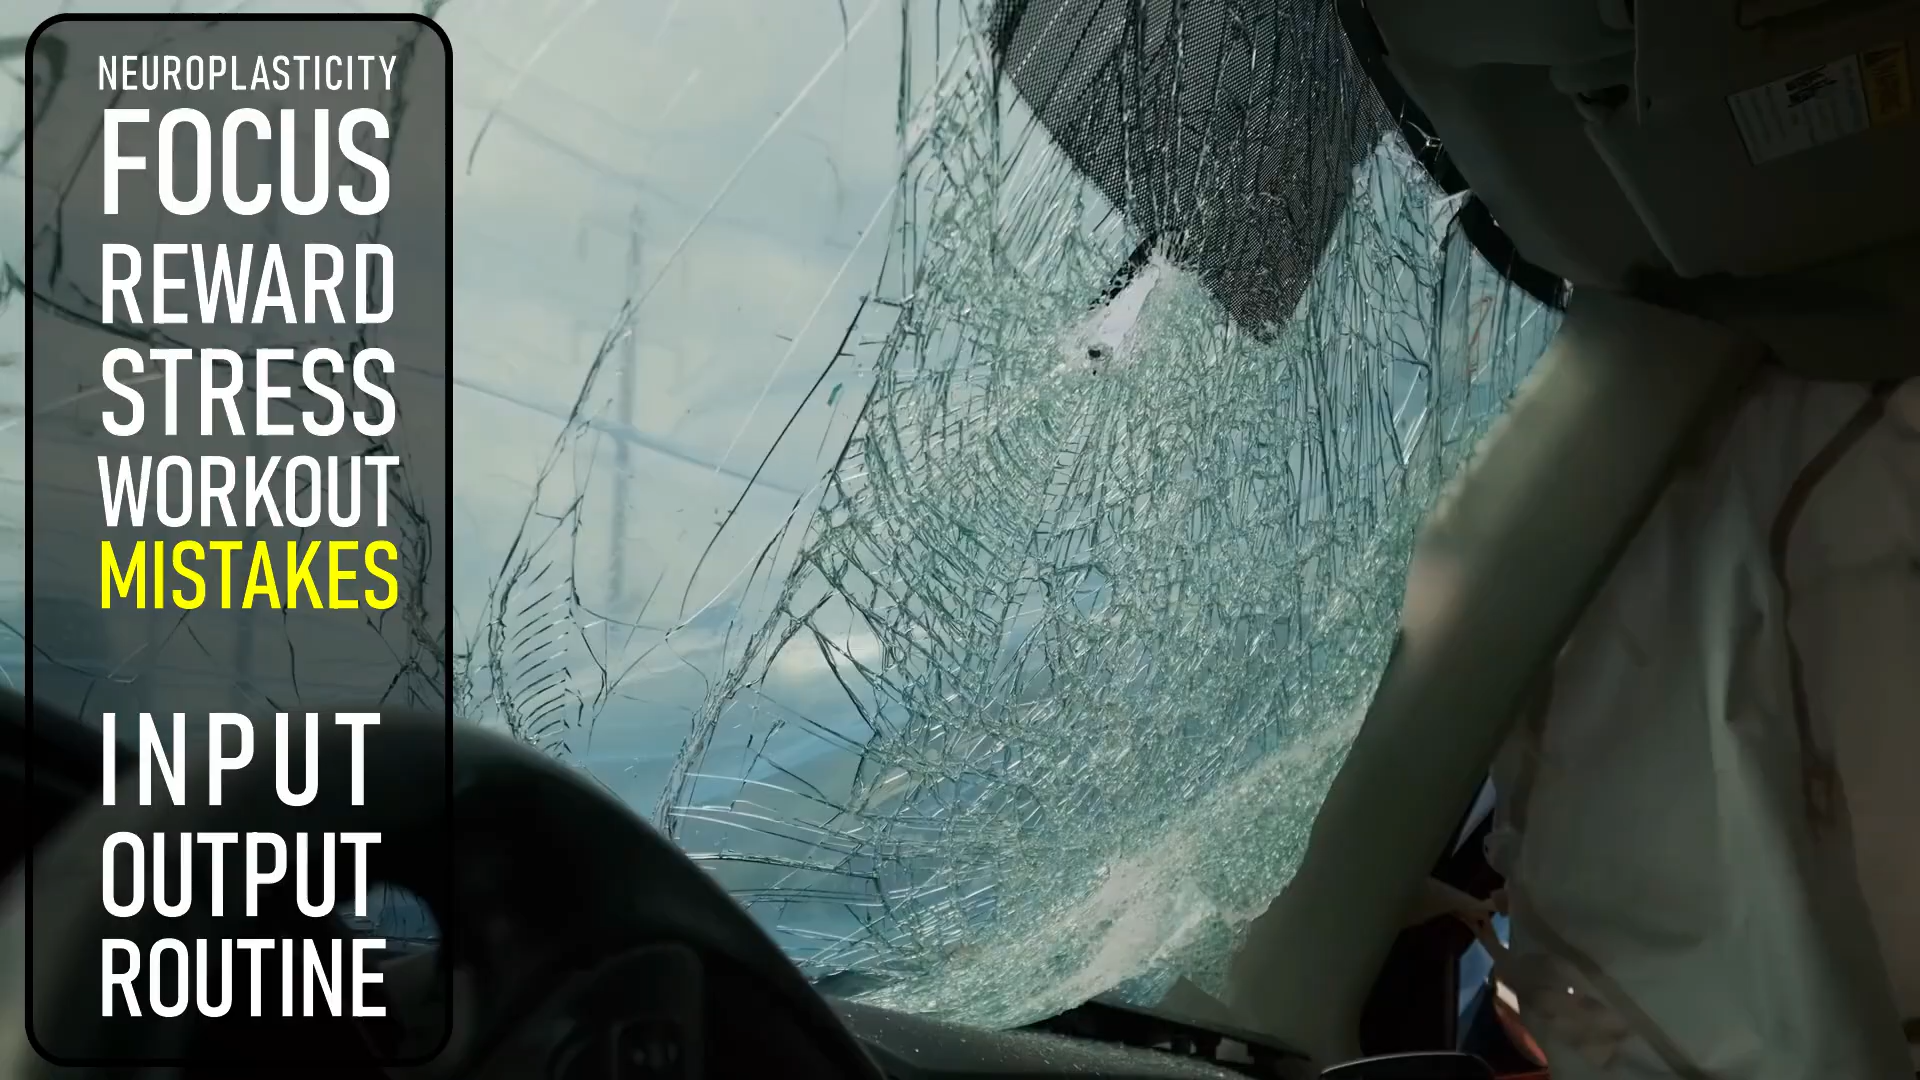 NEUROPLASTICITY
FOCUS
REWARD
STRESS
WORKOUT
MISTAKES
INPUT
OUTPUT
ROUTINE